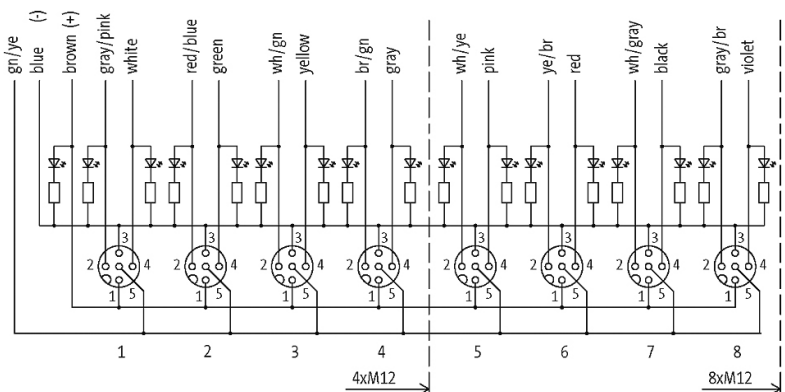 gn/ye
blue (-)
brown (+)
gray/pink
white
red/blue
green
wh/gn
yellow
br/gn
gray
wh/ye
pink
ye/br
red
wh/gray
black
gray/br
violet
3 3 3 3 3 3 3 3
2 4 2 4 2 4 2 4 2 4 2 4 2 4 2 4
1 5 1 5 1 5 1 5 1 5 1 5 1 5 1 5
1 2 3 4 5 6 7 8
4xM12 8xM12